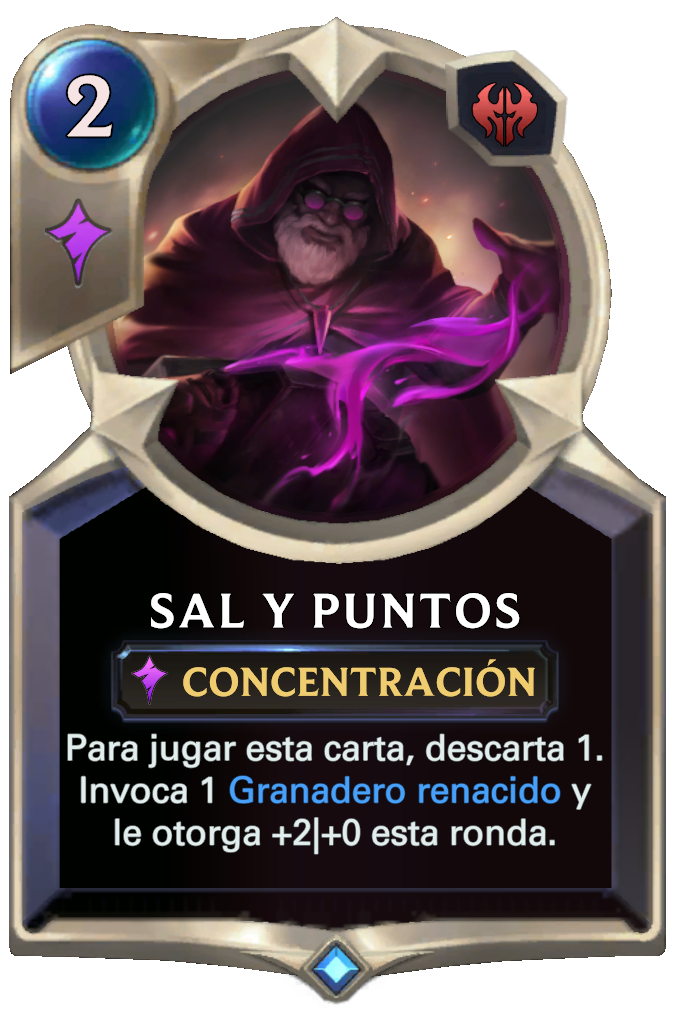 2
SAL Y PUNTOS
CONCENTRACIÓN
Para jugar esta carta, descarta 1.
Invoca 1 Granadero renacido y
le otorga +2|+0 esta ronda.